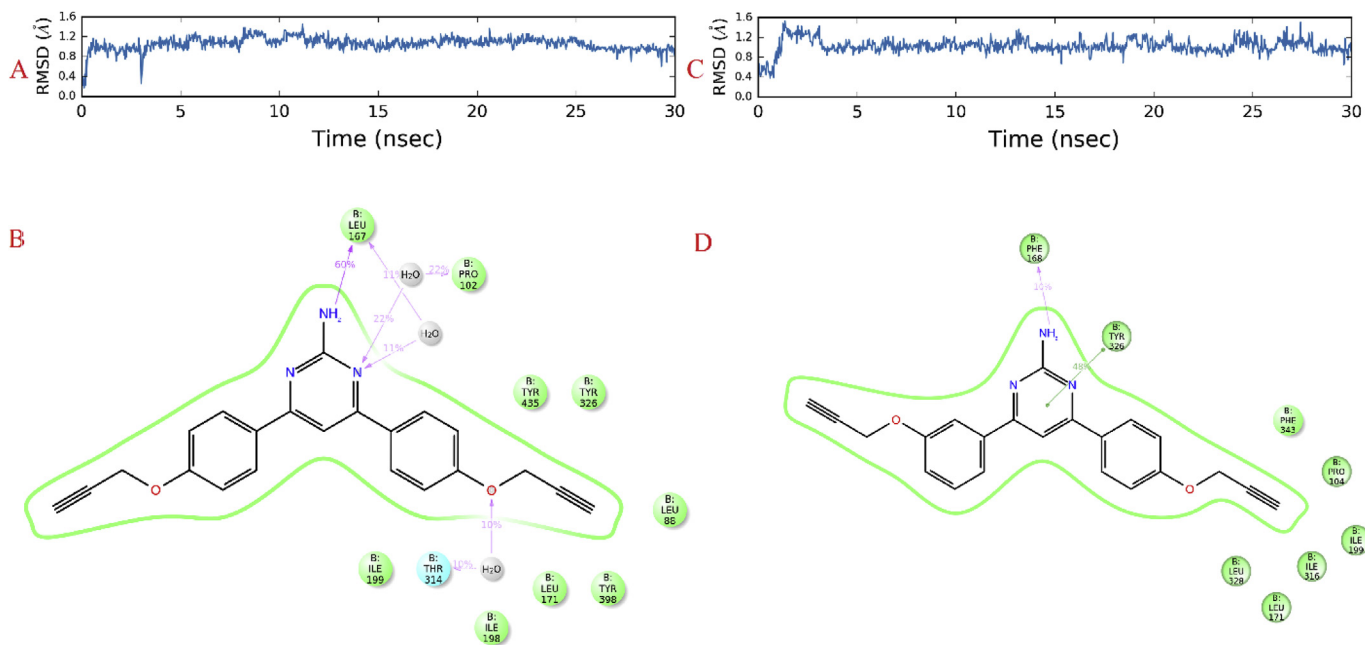 A
RMSD (Å)
1.6
1.2
0.8
0.4
0.0
0
5
10
15
20
25
30
Time (nsec)
C
RMSD (Å)
1.6
1.2
0.8
0.4
0.0
0
5
10
15
20
25
30
Time (nsec)
B
B:
LEU
167
60%
11%
H₂O
22%
B:
PRO
102
22%
H₂O
11%
NH₂
N
N
B:
TYR
435
B:
TYR
326
O
O
B:
LEU
88
10%
B:
ILE
199
B:
THR
314
10%
H₂O
B:
LEU
171
B:
TYR
398
B:
ILE
198
D
B:
PHE
168
10%
NH₂
B:
TYR
326
48%
N
N
O
O
B:
PHE
343
B:
PRO
104
B:
ILE
199
B:
ILE
316
B:
LEU
328
B:
LEU
171